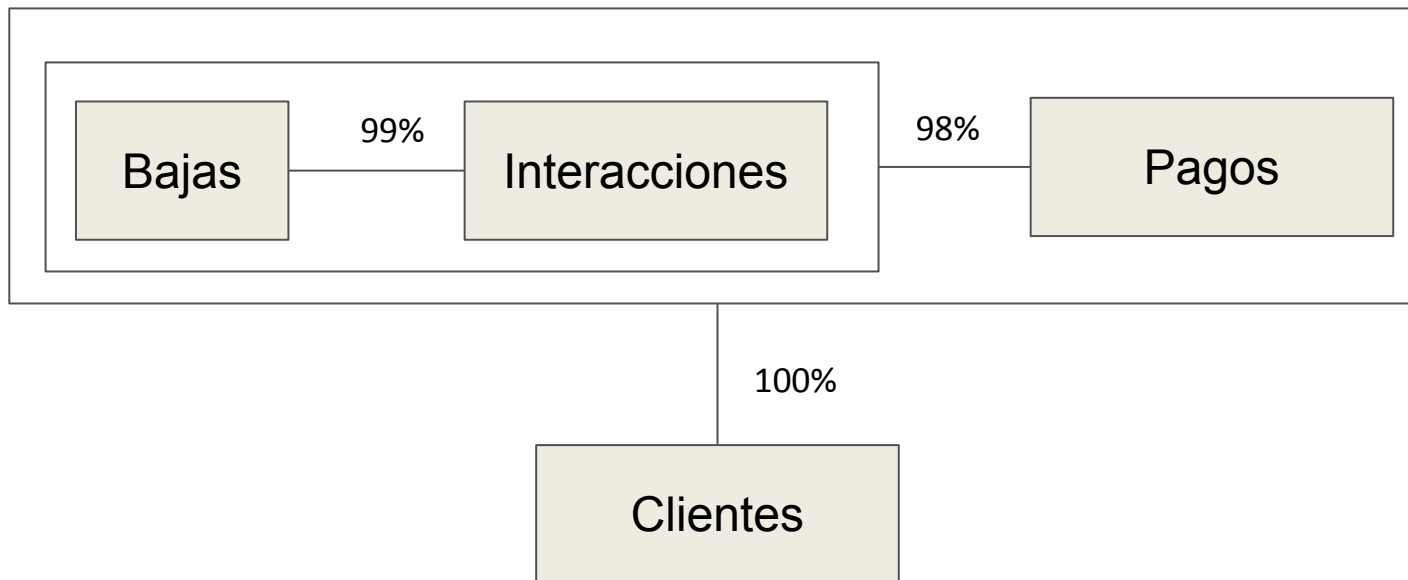 Bajas
99%
Interacciones
98%
Pagos
100%
Clientes